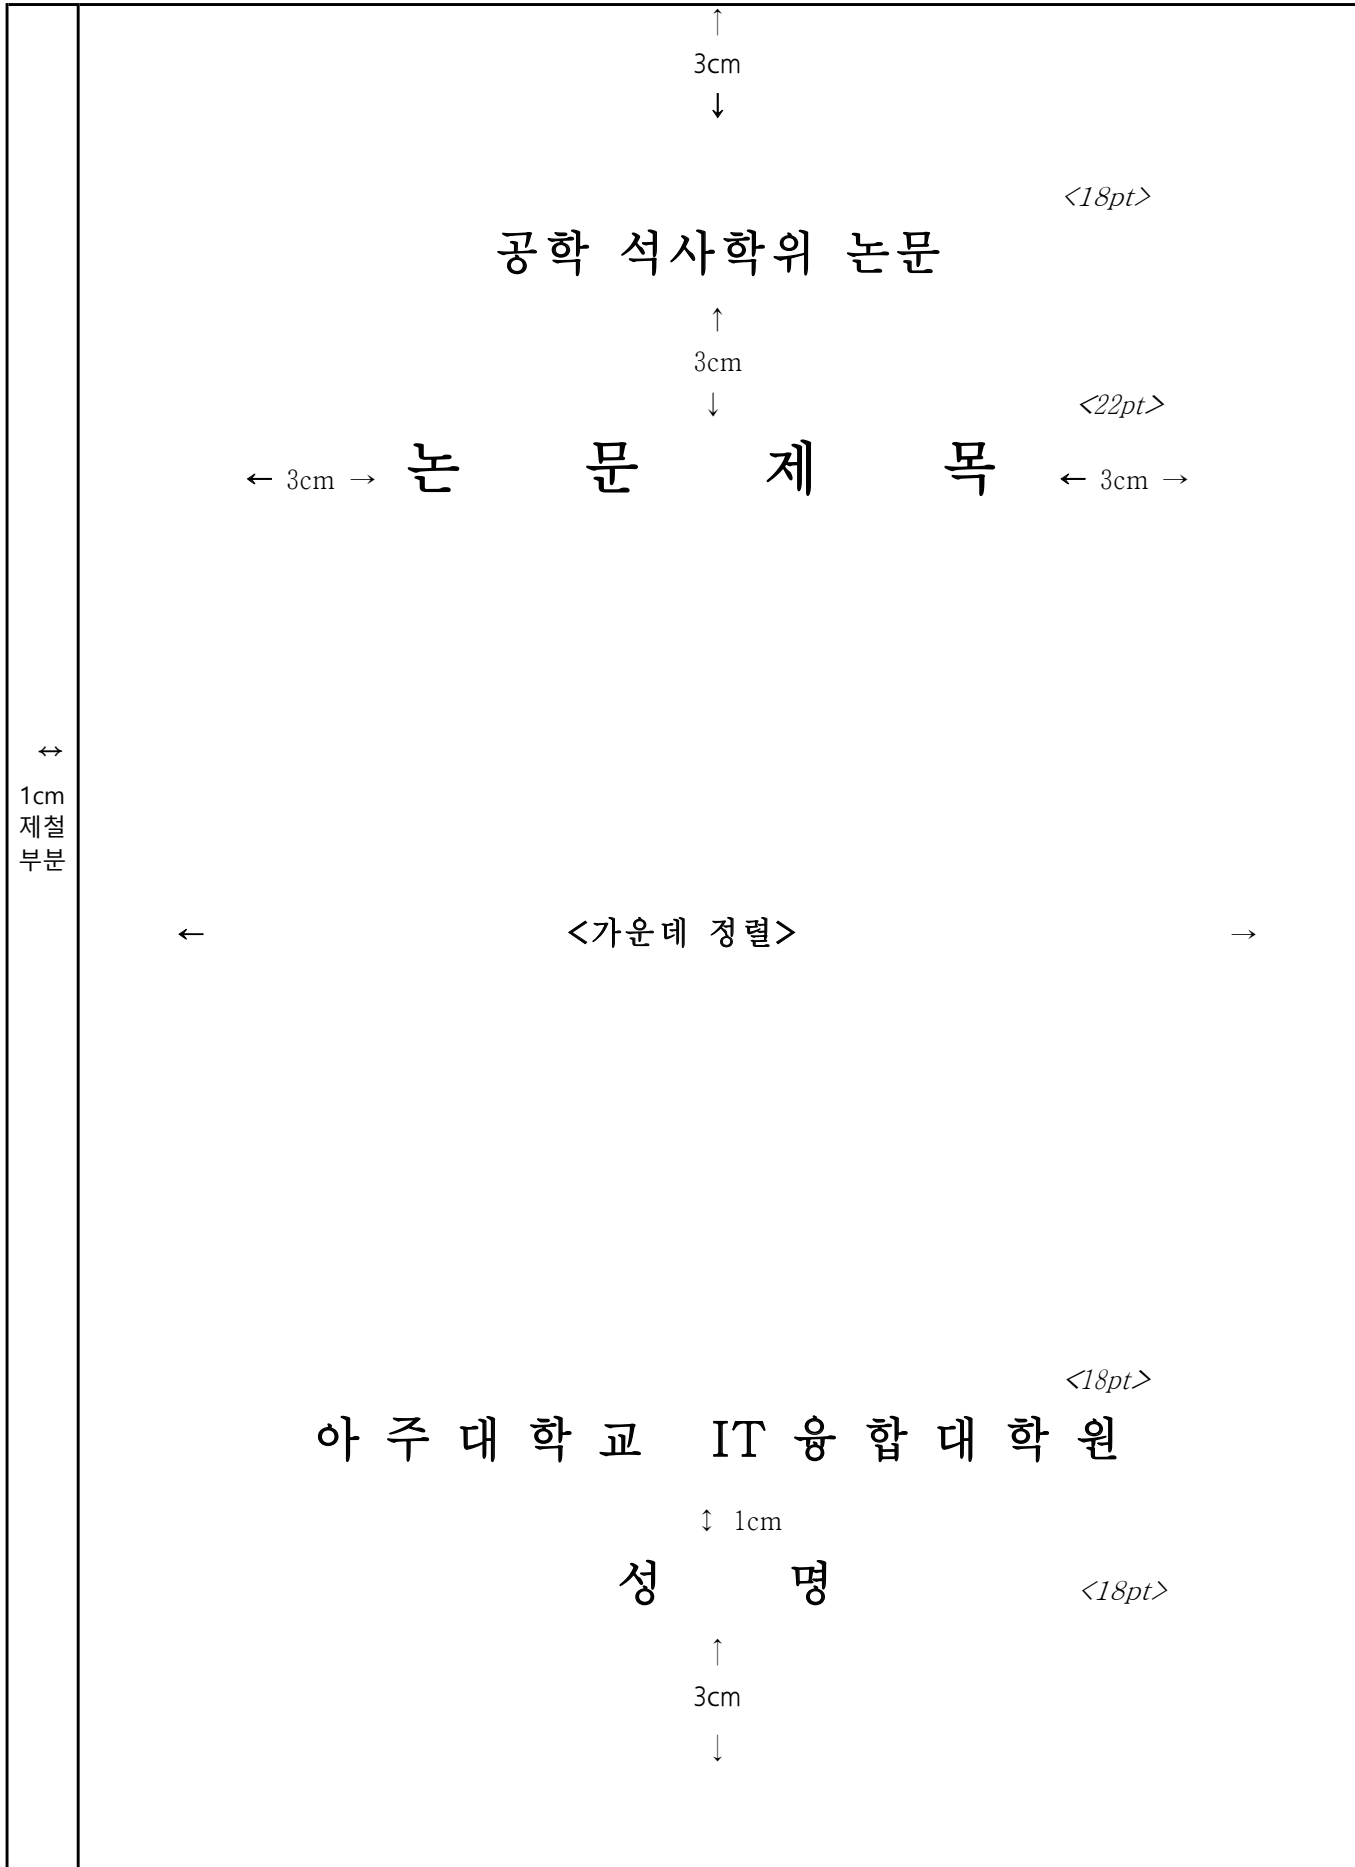 ↑
3cm
↓
<18pt>
공학 석사학위 논문
↑
3cm
↓
<22pt>
← 3cm → 논 문 제 목 ← 3cm →
↔
1cm
제철
부분
← <가운데 정렬> →
<18pt>
아 주 대 학 교 IT 융 합 대 학 원
↕ 1cm
성 명 <18pt>
↑
3cm
↓